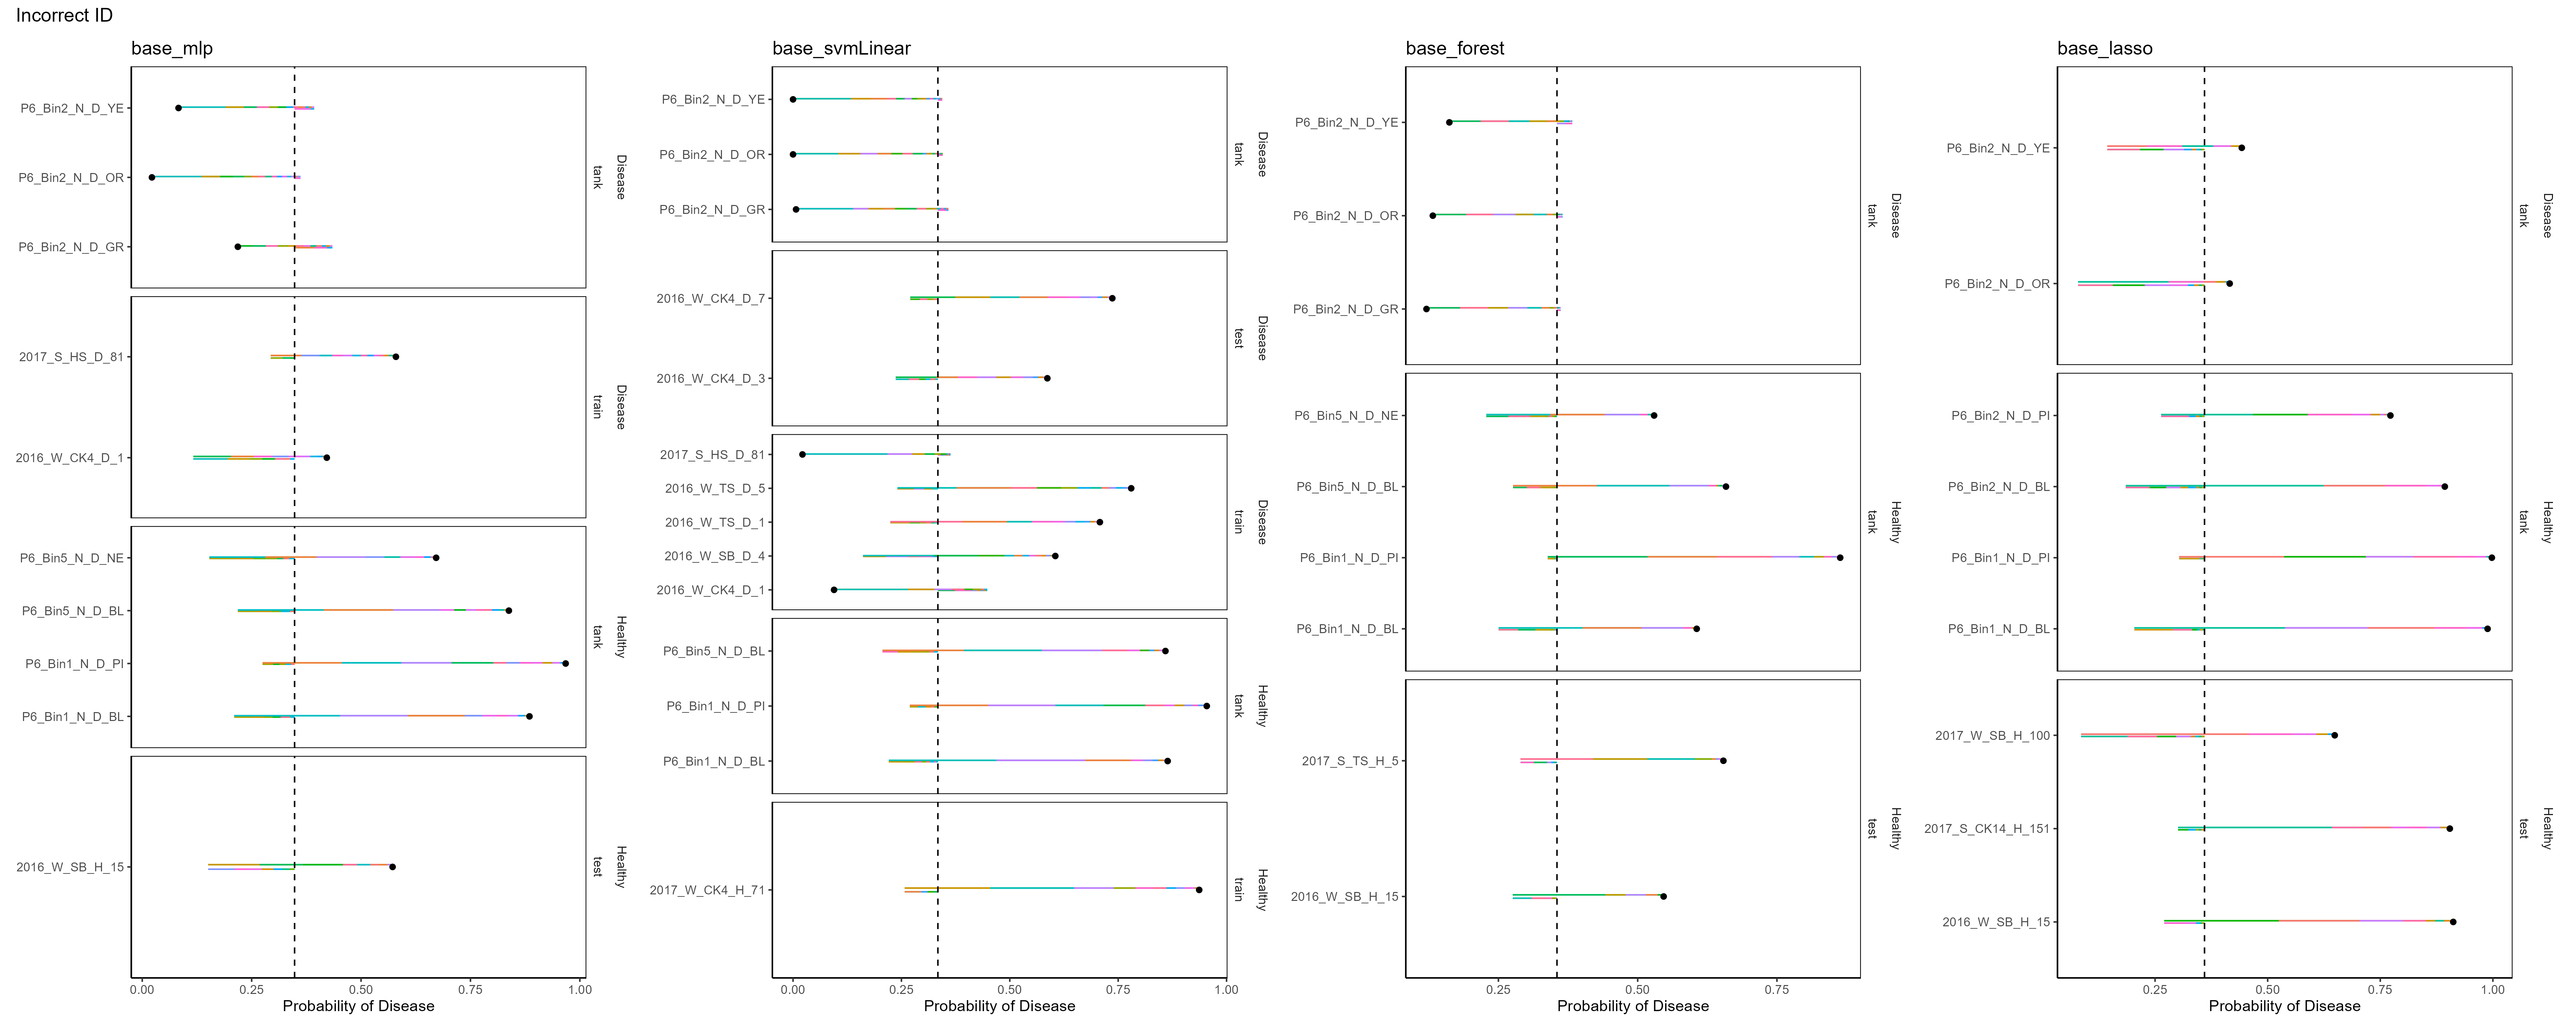 Incorrect ID
base_mlp
P6_Bin2_N_D_YE
P6_Bin2_N_D_OR
P6_Bin2_N_D_GR
Disease
tank
2017_S_HS_D_81
2016_W_CK4_D_1
Disease
train
P6_Bin5_N_D_NE
P6_Bin5_N_D_BL
P6_Bin1_N_D_PI
P6_Bin1_N_D_BL
Healthy
tank
2016_W_SB_H_15
Healthy
test
0.00 0.25 0.50 0.75 1.00
Probability of Disease
base_svmLinear
P6_Bin2_N_D_YE
P6_Bin2_N_D_OR
P6_Bin2_N_D_GR
Disease
tank
2016_W_CK4_D_7
2016_W_CK4_D_3
Disease
test
2017_S_HS_D_81
2016_W_TS_D_5
2016_W_TS_D_1
2016_W_SB_D_4
2016_W_CK4_D_1
Disease
train
P6_Bin5_N_D_BL
P6_Bin1_N_D_PI
P6_Bin1_N_D_BL
Healthy
tank
2017_W_CK4_H_71
Healthy
train
0.00 0.25 0.50 0.75 1.00
Probability of Disease
base_forest
P6_Bin2_N_D_YE
P6_Bin2_N_D_OR
P6_Bin2_N_D_GR
Disease
tank
P6_Bin5_N_D_NE
P6_Bin5_N_D_BL
P6_Bin1_N_D_PI
P6_Bin1_N_D_BL
Healthy
tank
2017_S_TS_H_5
2016_W_SB_H_15
Healthy
test
0.25 0.50 0.75
Probability of Disease
base_lasso
P6_Bin2_N_D_YE
P6_Bin2_N_D_OR
Disease
tank
P6_Bin2_N_D_PI
P6_Bin2_N_D_BL
P6_Bin1_N_D_PI
P6_Bin1_N_D_BL
Healthy
tank
2017_W_SB_H_100
2017_S_CK14_H_151
2016_W_SB_H_15
Healthy
test
0.25 0.50 0.75 1.00
Probability of Disease